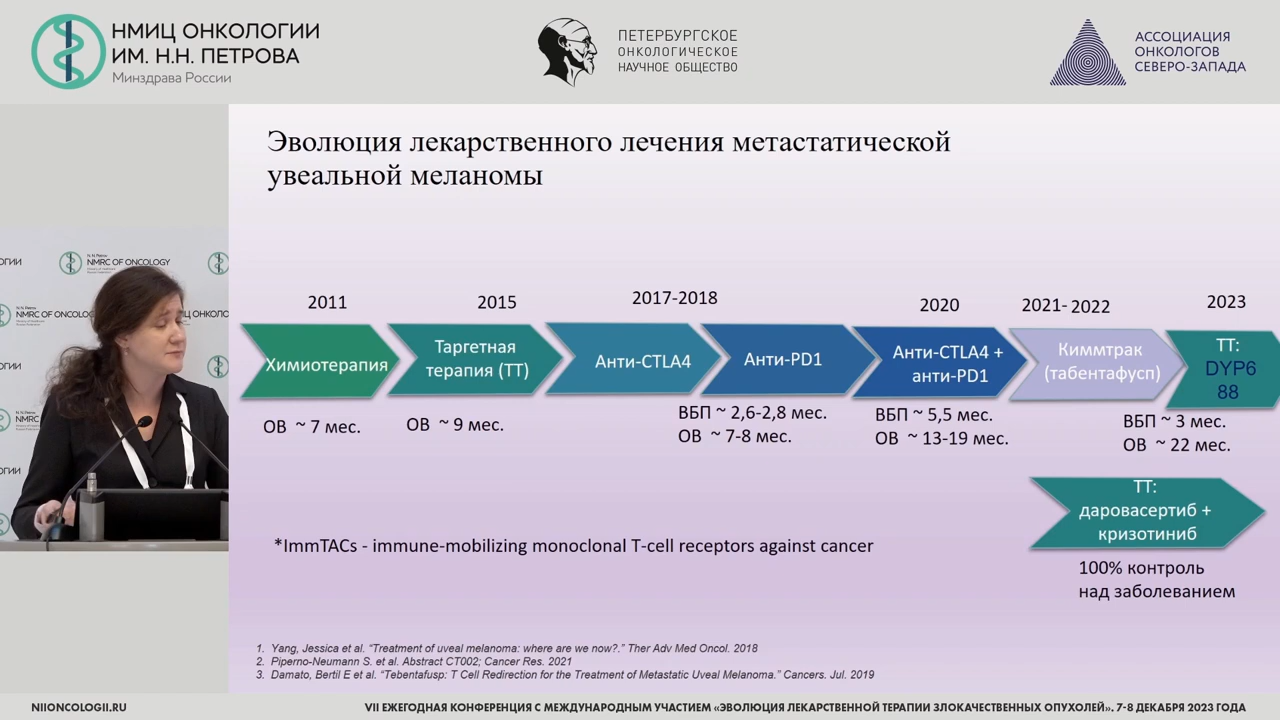 НМИЦ ОНКОЛОГИИ
ИМ. Н.Н. ПЕТРОВА
Минздрава России
ПЕТЕРБУРГСКОЕ
ОНКОЛОГИЧЕСКОЕ
НАУЧНОЕ ОБЩЕСТВО
АССОЦИАЦИЯ
ОНКОЛОГОВ
СЕВЕРО-ЗАПАДА
Эволюция лекарственного лечения метастатической
увеальной меланомы
2011
2015
2017-2018
2020
2021- 2022
2023
Химиотерапия
Таргетная
терапия (ТТ)
Анти-CTLA4
Анти-PD1
Анти-CTLA4 +
анти-PD1
Киммтрак
(табентафусп)
ТТ:
DYP6
88
ОВ ~ 7 мес.
ОВ ~ 9 мес.
ВБП ~ 2,6-2,8 мес.
ОВ ~ 7-8 мес.
ВБП ~ 5,5 мес.
ОВ ~ 13-19 мес.
ВБП ~ 3 мес.
ОВ ~ 22 мес.
ТТ:
даровасертиб +
кризотиниб
100% контроль
над заболеванием
*ImmTACs - immune-mobilizing monoclonal T-cell receptors against cancer
1. Yang, Jessica et al. “Treatment of uveal melanoma: where are we now?.” Ther Adv Med Oncol. 2018
2. Piperno-Neumann S. et al. Abstract CT002; Cancer Res. 2021
3. Damato, Bertil E et al. “Tebentafusp: T Cell Redirection for the Treatment of Metastatic Uveal Melanoma.” Cancers. Jul. 2019
NMRC OF ONCOLOGY
NIIONCOLOGII.RU
VII ЕЖЕГОДНАЯ КОНФЕРЕНЦИЯ С МЕЖДУНАРОДНЫМ УЧАСТИЕМ «ЭВОЛЮЦИЯ ЛЕКАРСТВЕННОЙ ТЕРАПИИ ЗЛОКАЧЕСТВЕННЫХ ОПУХОЛЕЙ». 7-8 ДЕКАБРЯ 2023 ГОДА